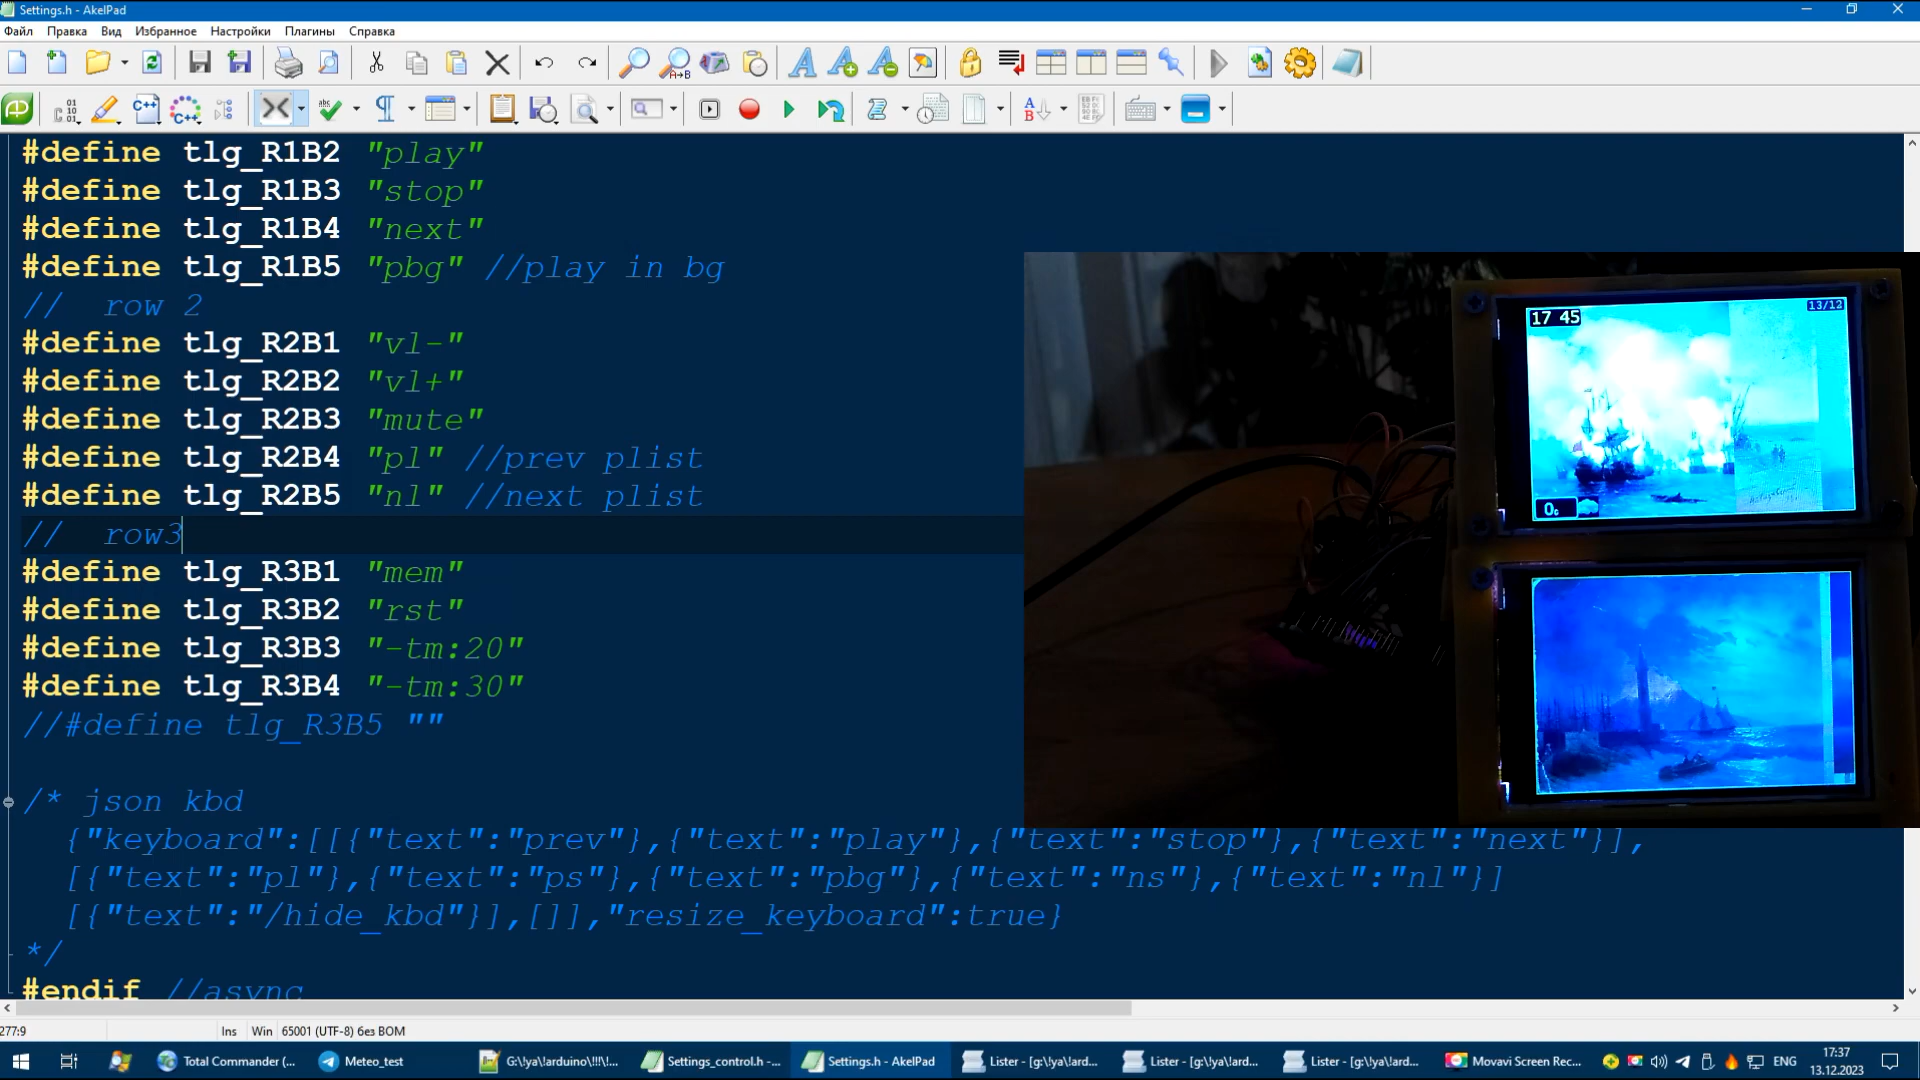 Settings.h - AkelPad
Файл Правка Вид Избранное Настройки Плагины Справка
#define tlg_R1B2 "play"
#define tlg_R1B3 "stop"
#define tlg_R1B4 "next"
#define tlg_R1B5 "pbg" //play in bg
// row 2
#define tlg_R2B1 "vl-"
#define tlg_R2B2 "vl+"
#define tlg_R2B3 "mute"
#define tlg_R2B4 "pl" //prev plist
#define tlg_R2B5 "nl" //next plist
// row3
#define tlg_R3B1 "mem"
#define tlg_R3B2 "rst"
#define tlg_R3B3 "-tm:20"
#define tlg_R3B4 "-tm:30"
//#define tlg_R3B5 ""
/* json kbd
{"keyboard":[[{"text":"prev"},{"text":"play"},{"text":"stop"},{"text":"next"}],
[{"text":"pl"},{"text":"ps"},{"text":"pbg"},{"text":"ns"},{"text":"nl"}]
[{"text":"/hide_kbd"}],[]],"resize_keyboard":true}
*/
#endif //async
17 45
13/12
0c
277:9 Ins Win 65001 (UTF-8) без BOM
Total Commander (... Meteo_test G:\!ya\!arduino\!!!\!... Settings_control.h -... Settings.h - AkelPad Lister - [g:\!ya\!ard... Lister - [g:\!ya\!ard... Lister - [g:\!ya\!ard... Movavi Screen Rec... ENG 17:37
13.12.2023